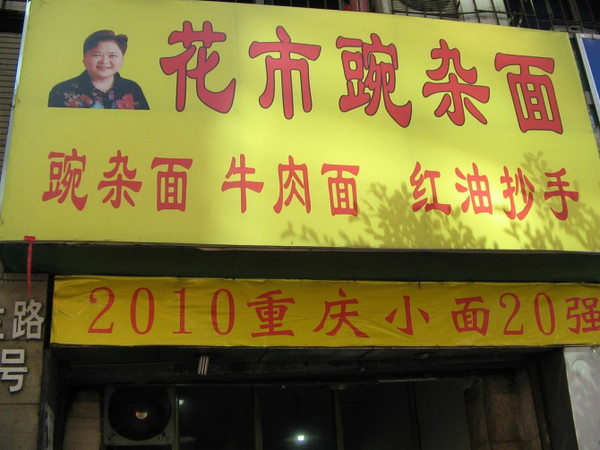 花市豌杂面
豌杂面 牛肉面 红油抄手
2010重庆小面20强
路
号